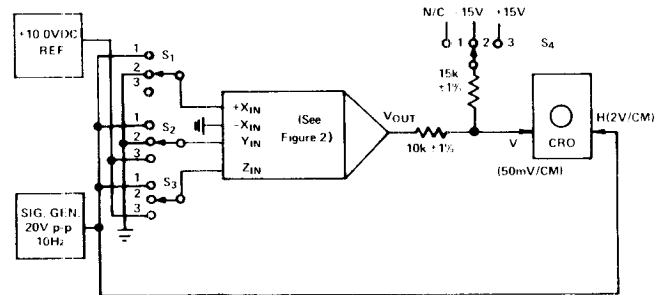 N/C -15V +15V
+10.0VDC
REF
1 S1
2
3
1 2 3 S4
15k
±1%
1
S2
2
3
+XIN
-XIN
YIN
ZIN
(See
Figure 2)
VOUT
10k ±1%
V
CRO
H(2V/CM)
(50mV/CM)
1
S3
2
3
SIG. GEN.
20V p-p
10Hz